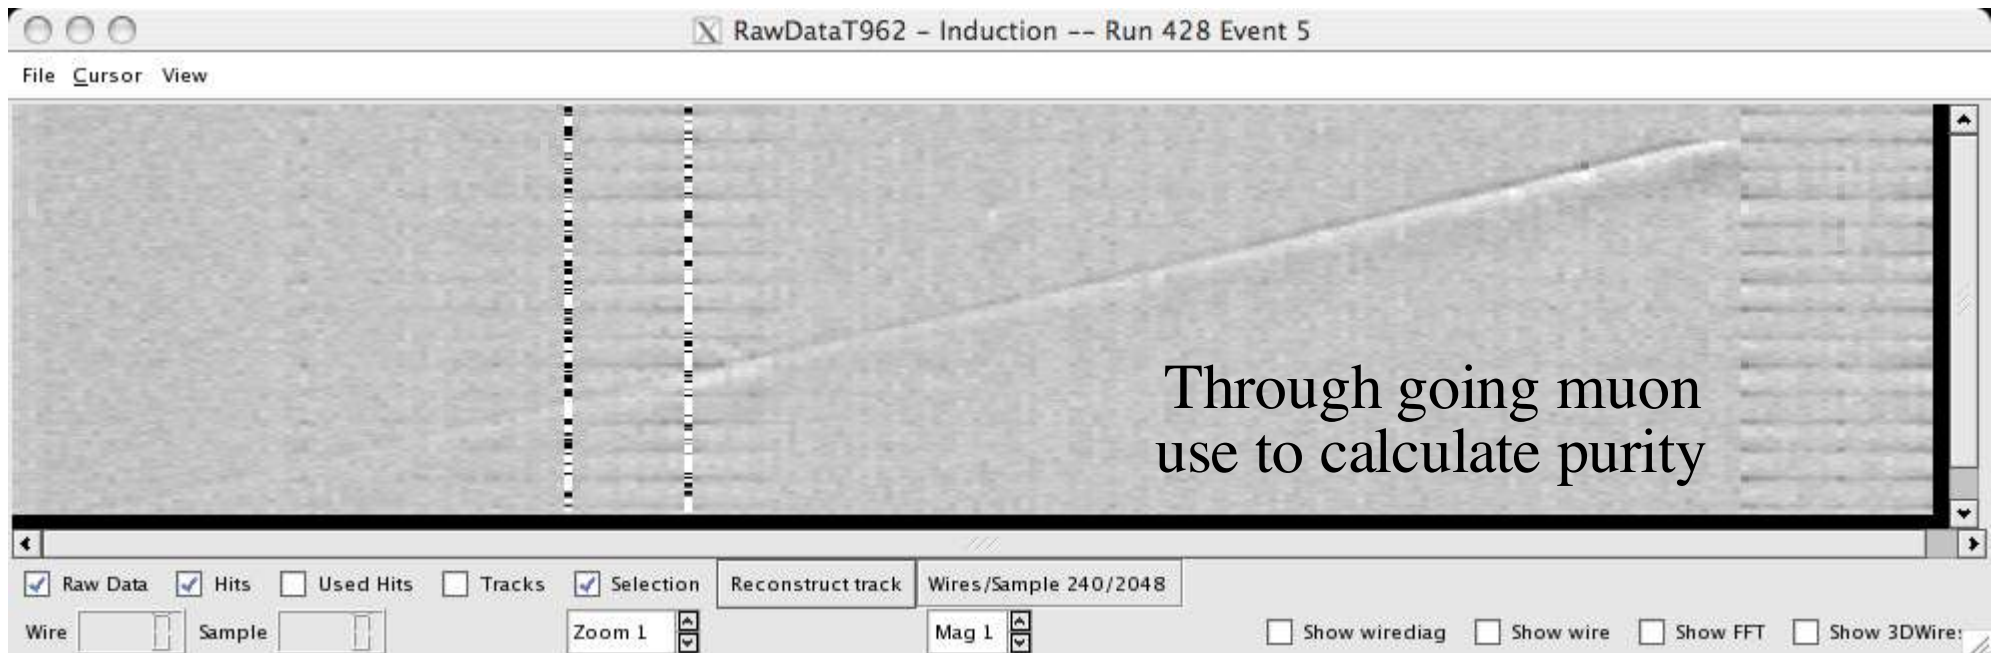 RawDataT962 - Induction -- Run 428 Event 5
File Cursor View
Through going muon
use to calculate purity
Raw Data Hits Used Hits Tracks Selection Reconstruct track Wires/Sample 240/2048
Wire Sample Zoom 1 Mag 1 Show wirediag Show wire Show FFT Show 3DWire